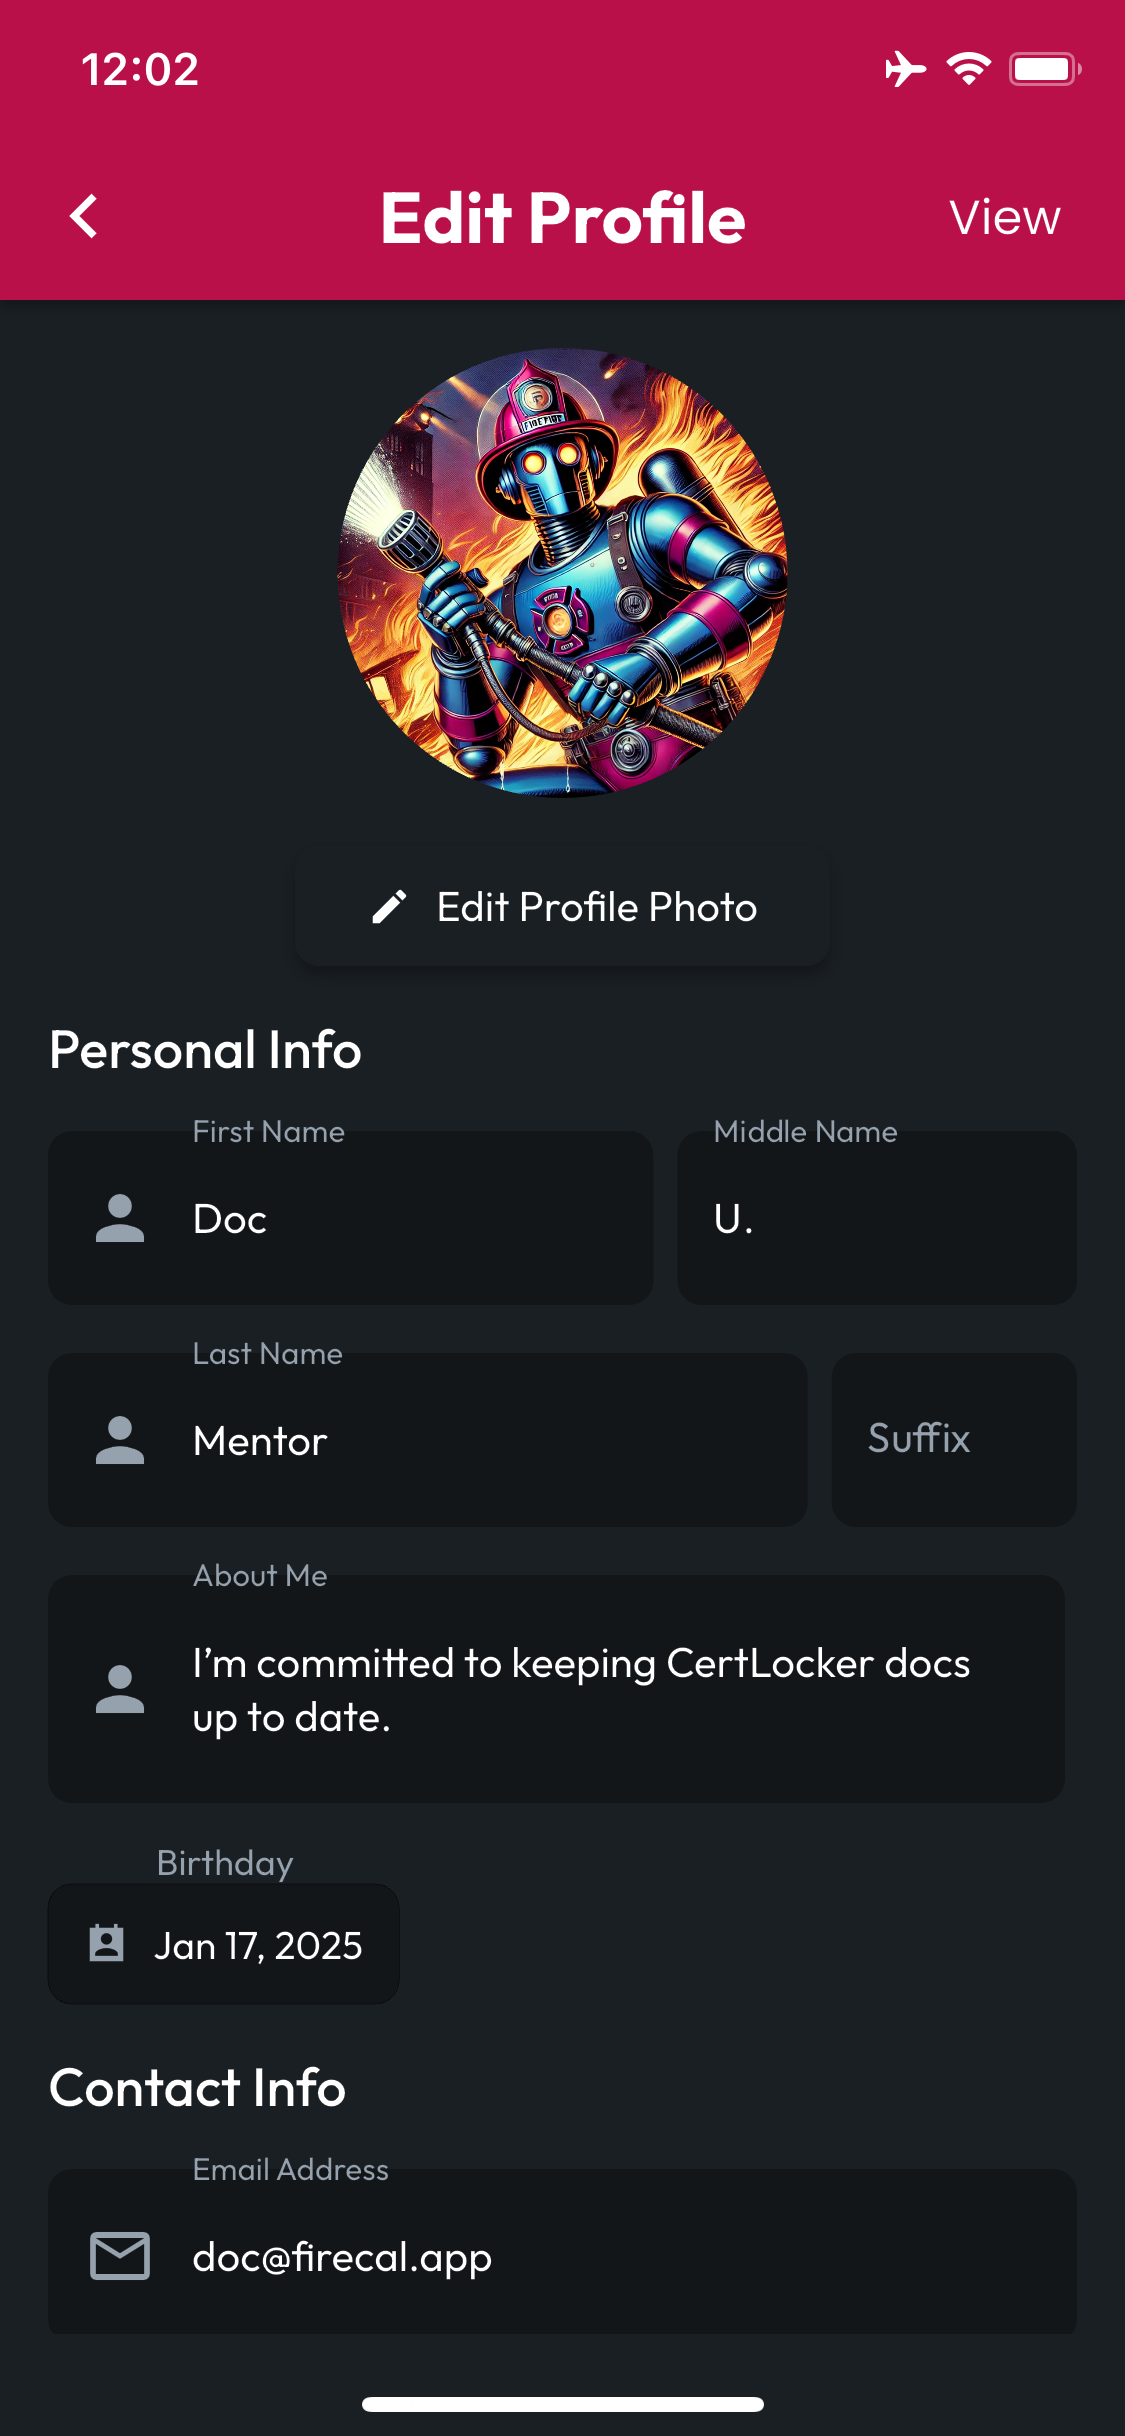 12:02
Edit Profile
View
Edit Profile Photo
Personal Info
First Name
Middle Name
Doc
U.
Last Name
Mentor
Suffix
About Me
I’m committed to keeping CertLocker docs
up to date.
Birthday
Jan 17, 2025
Contact Info
Email Address
doc@firecal.app